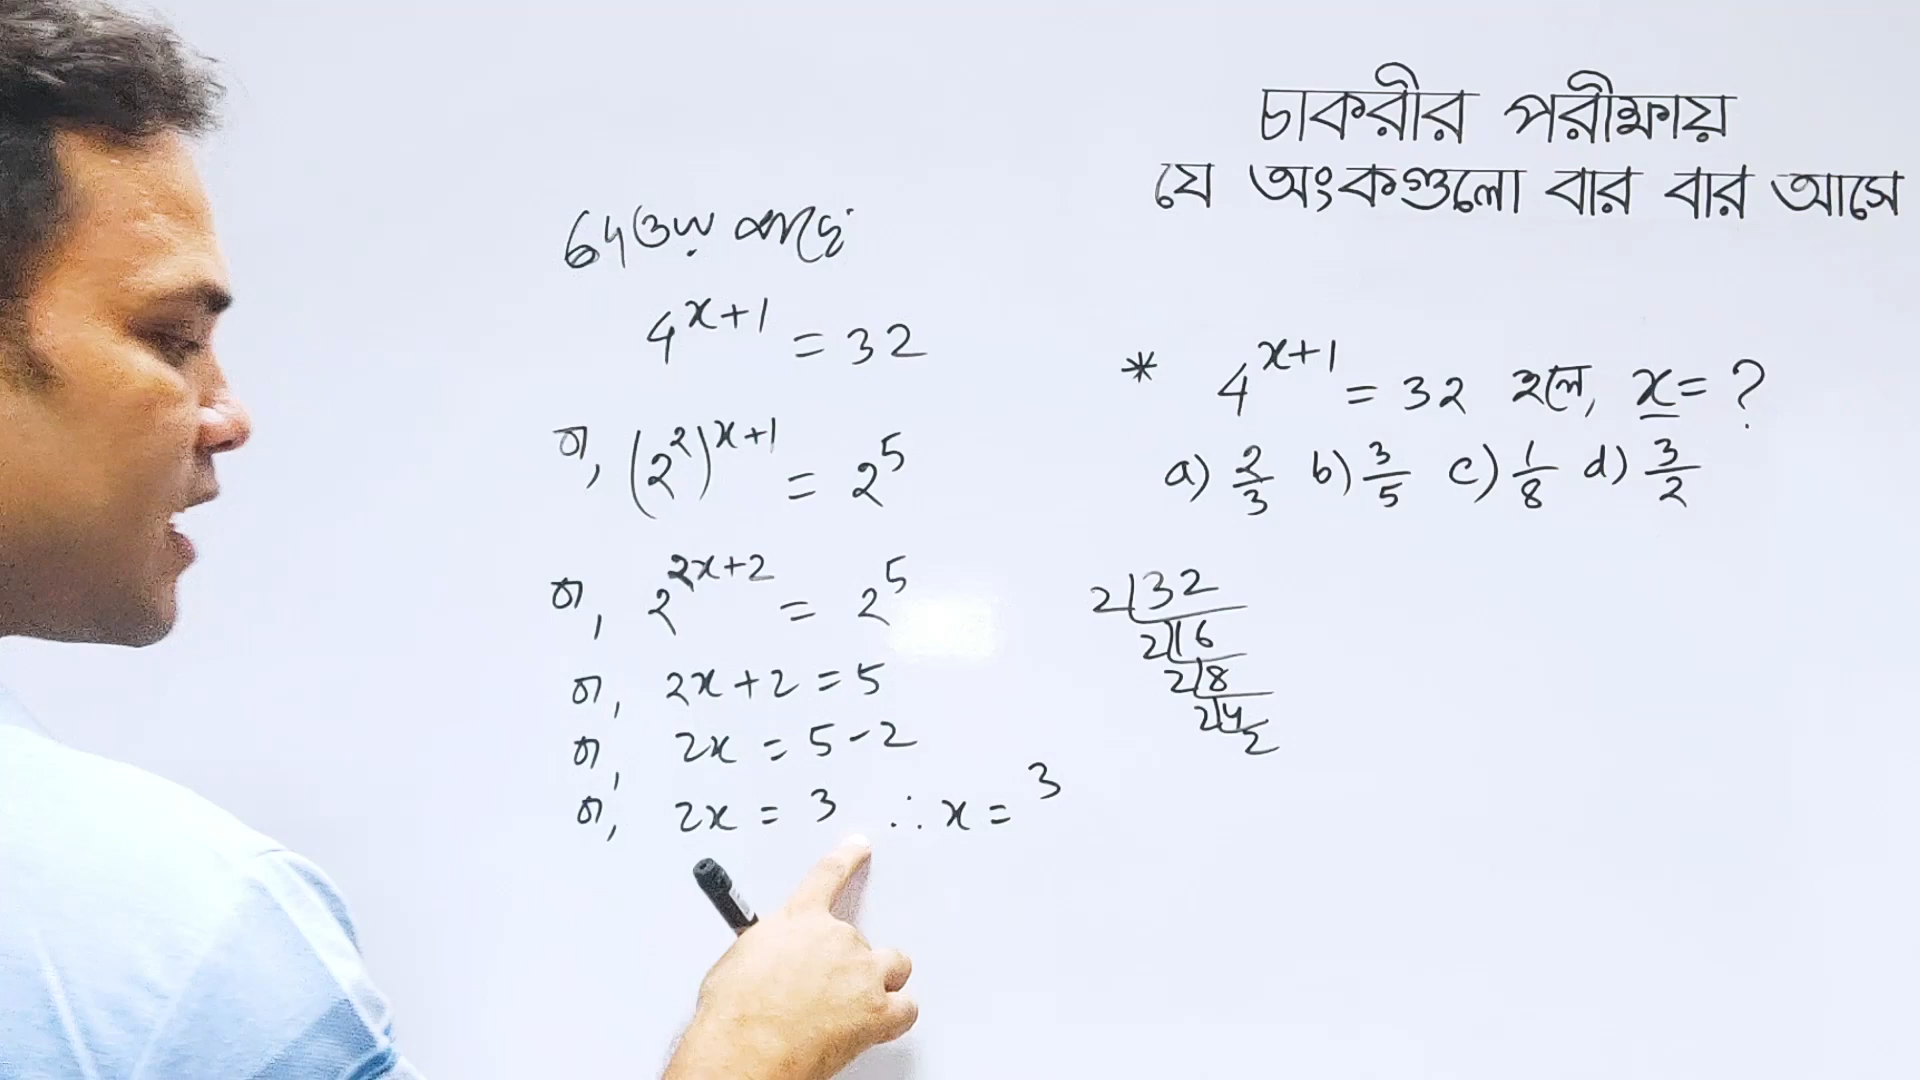 চাকরীর পরীক্ষায়
যে অংকগুলো বার বার আসে
* 4^{x+1} = 32 হলে, x = ?
a) 2/3 b) 3/5 c) 1/8 d) 3/2
2|32
2|16
2|8
2|4
2
4^{x+1} = 32
বা, (2^2)^{x+1} = 2^5
বা, 2^{2x+2} = 2^5
বা, 2x+2 = 5
বা, 2x = 5-2
বা, 2x = 3 ∴ x = 3